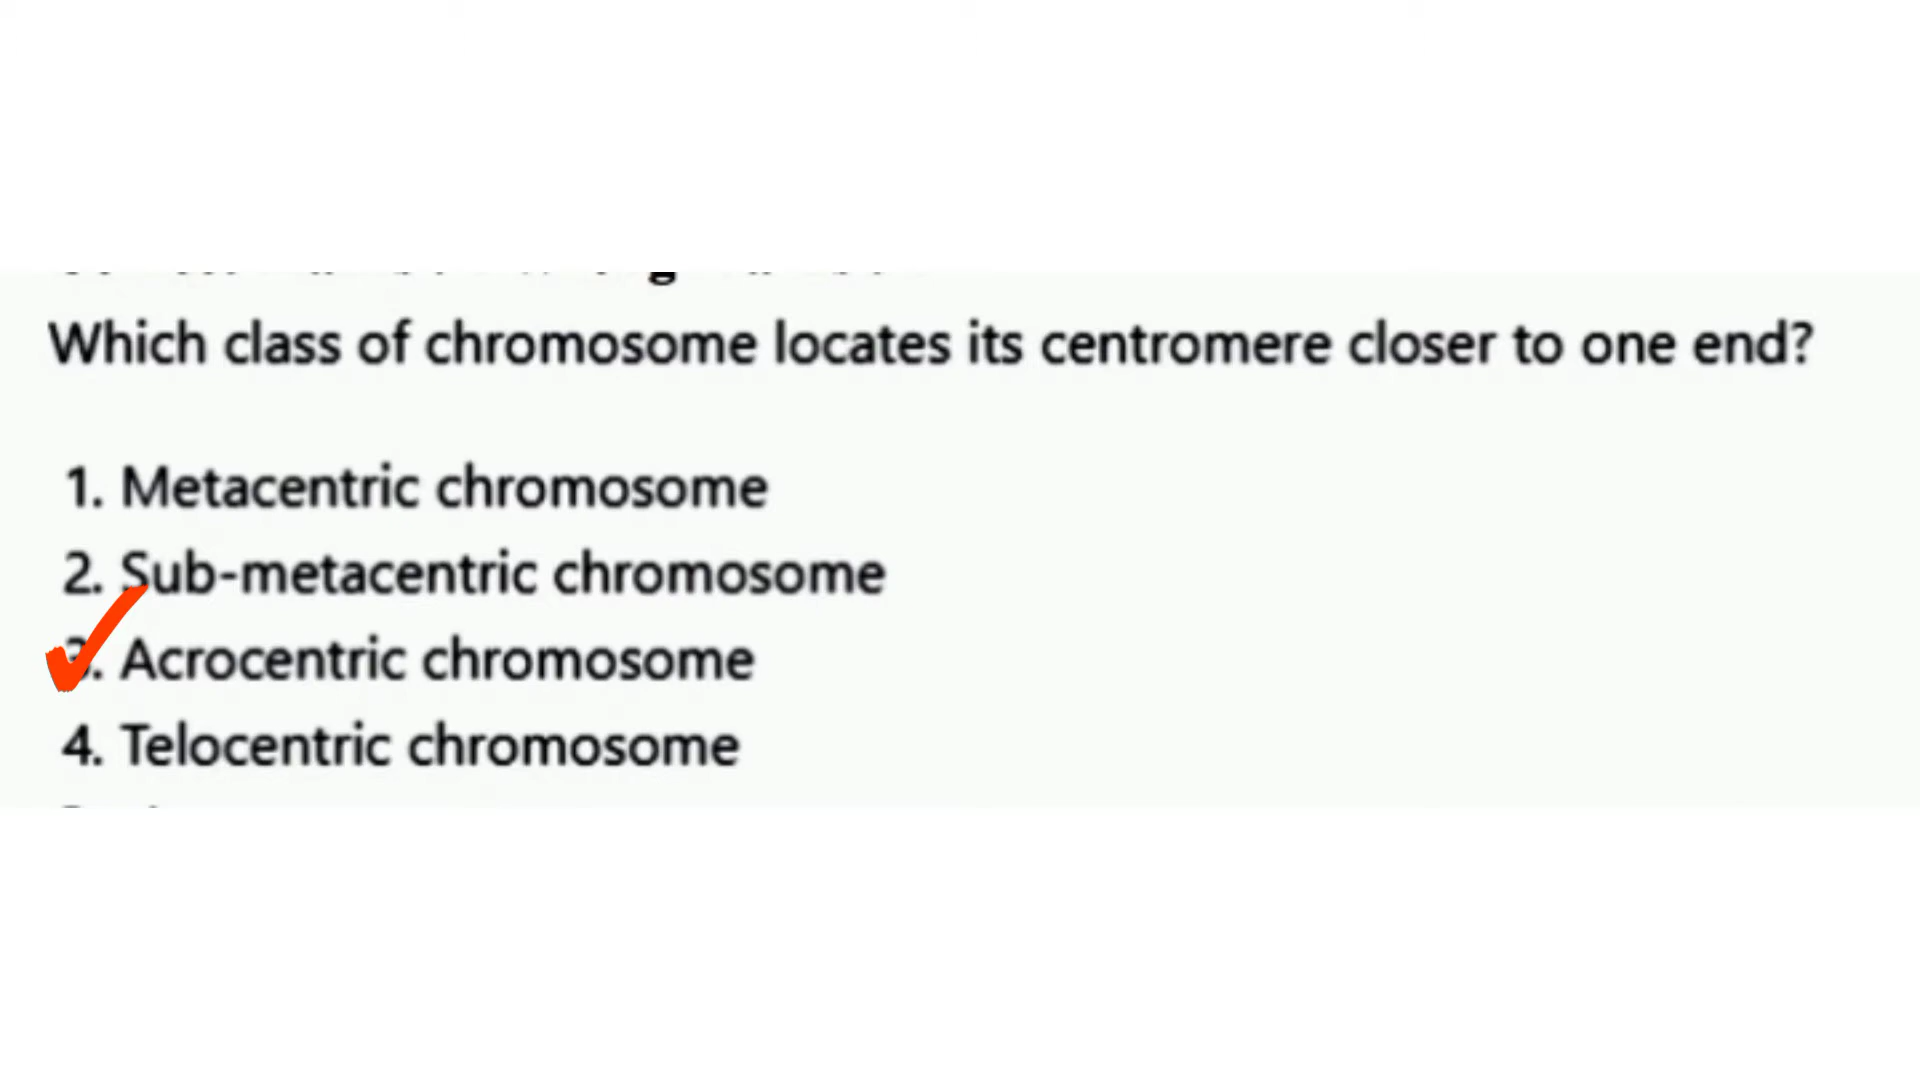 Which class of chromosome locates its centromere closer to one end?
1. Metacentric chromosome
2. Sub-metacentric chromosome
3. Acrocentric chromosome
4. Telocentric chromosome